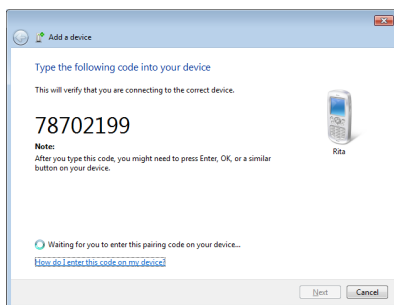 Add a device
Type the following code into your device
This will verify that you are connecting to the correct device.
78702199
Note:
After you type this code, you might need to press Enter, OK, or a similar
button on your device.
Rita
Waiting for you to enter this pairing code on your device...
How do I enter this code on my device?
Next Cancel